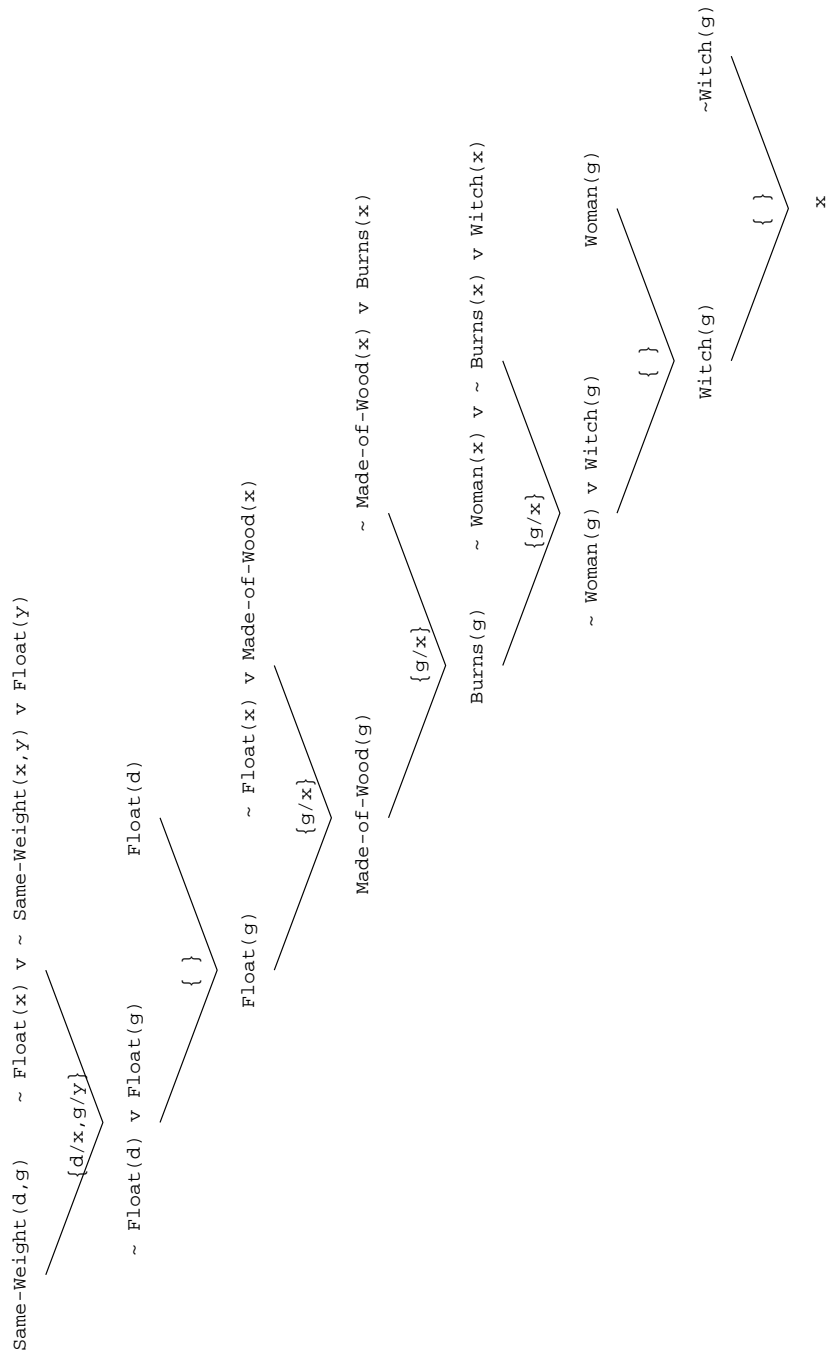 Same-Weight(d,g)
~ Float(x) v ~ Same-Weight(x,y) v Float(y)
{d/x,g/y}
~ Float(d) v Float(g)
Float(d)
{ }
Float(g)
~ Float(x) v Made-of-Wood(x)
{g/x}
Made-of-Wood(g)
~ Made-of-Wood(x) v Burns(x)
{g/x}
Burns(g)
~ Woman(x) v ~ Burns(x) v Witch(x)
{g/x}
~ Woman(g) v Witch(g)
Woman(g)
{ }
Witch(g)
~Witch(g)
{ }
x